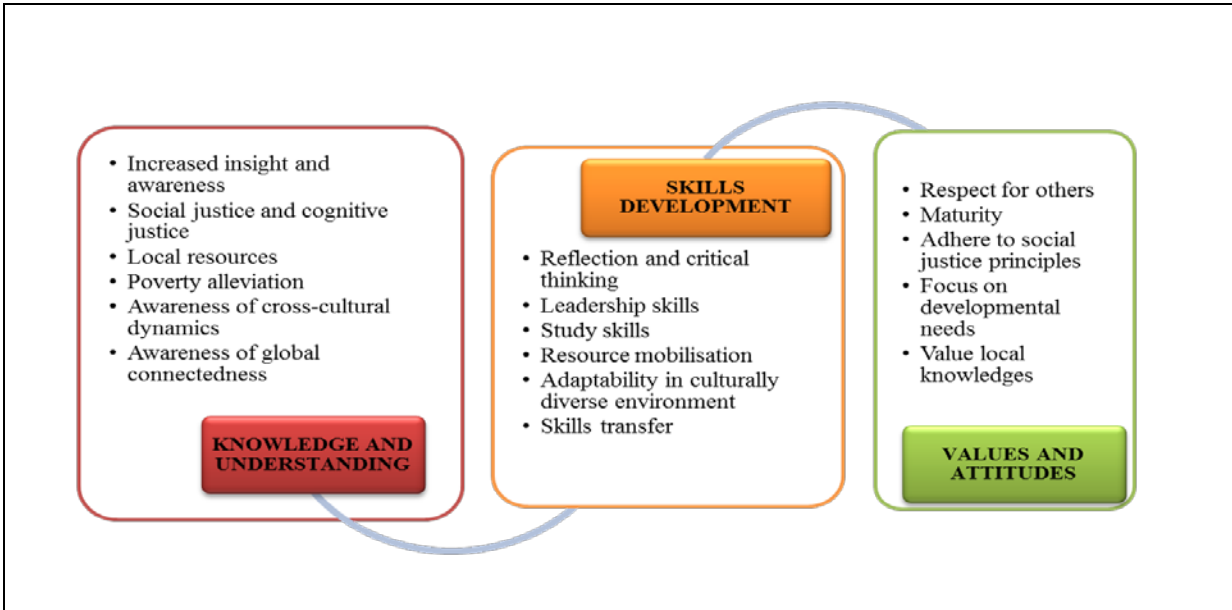 • Increased insight and
awareness
• Social justice and cognitive
justice
• Local resources
• Poverty alleviation
• Awareness of cross-cultural
dynamics
• Awareness of global
connectedness
KNOWLEDGE AND
UNDERSTANDING
SKILLS
DEVELOPMENT
• Reflection and critical
thinking
• Leadership skills
• Study skills
• Resource mobilisation
• Adaptability in culturally
diverse environment
• Skills transfer
• Respect for others
• Maturity
• Adhere to social
justice principles
• Focus on
developmental
needs
• Value local
knowledges
VALUES AND
ATTITUDES